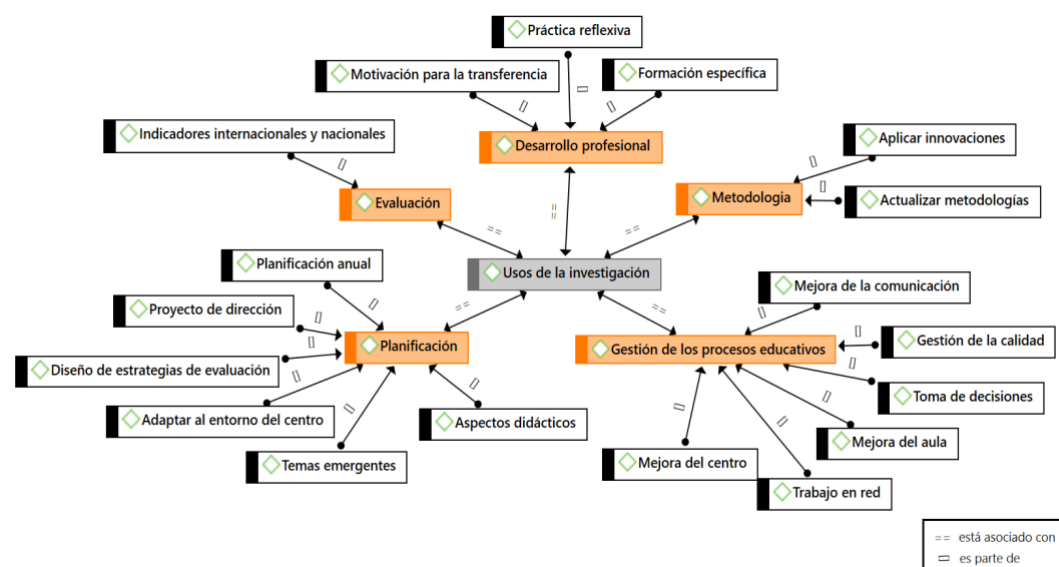 Práctica reflexiva
Motivación para la transferencia
Formación específica
Indicadores internacionales y nacionales
Desarrollo profesional
Aplicar innovaciones
Evaluación
Metodologia
Actualizar metodologías
==
==
==
Planificación anual
Usos de la investigación
Mejora de la comunicación
Proyecto de dirección
==
==
Planificación
Gestión de los procesos educativos
Gestión de la calidad
Diseño de estrategias de evaluación
Toma de decisiones
Adaptar al entorno del centro
Aspectos didácticos
Mejora del aula
Temas emergentes
Mejora del centro
Trabajo en red
== está asociado con
es parte de